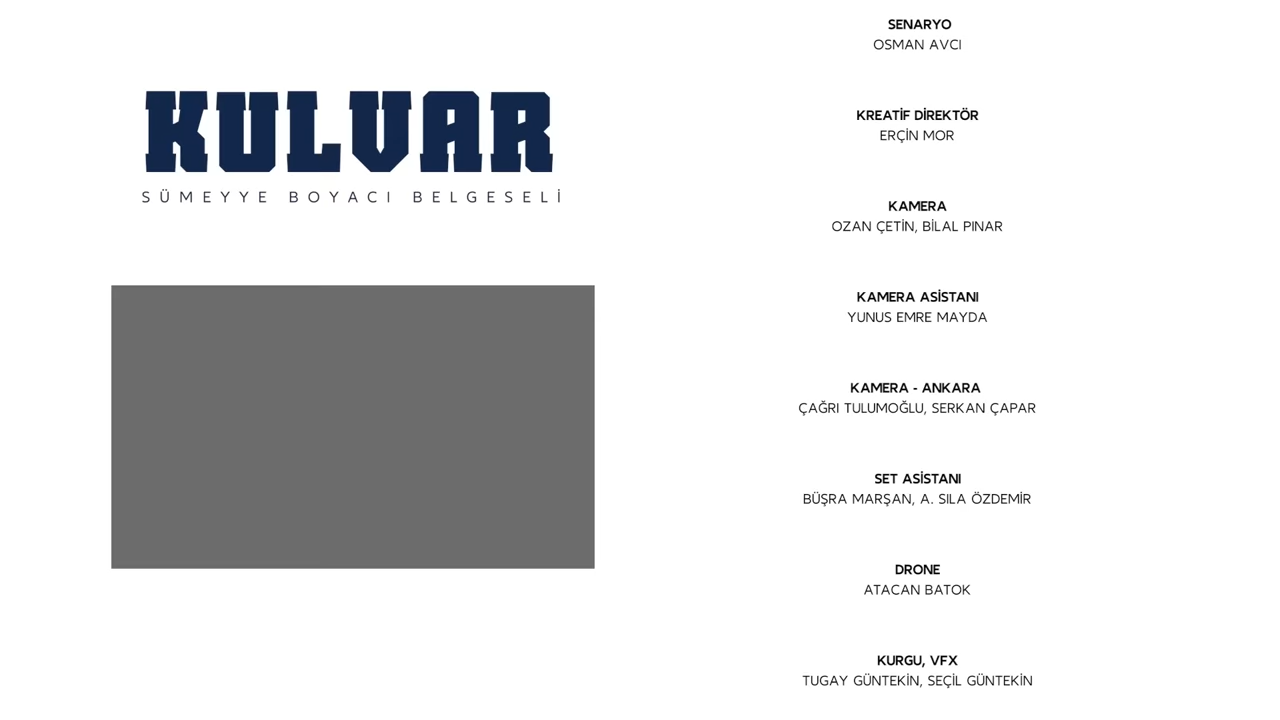 KULVAR
SÜMEYYE BOYACI BELGESELİ
SENARYO
OSMAN AVCI
KREATİF DİREKTÖR
ERÇİN MOR
KAMERA
OZAN ÇETİN, BİLAL PINAR
KAMERA ASİSTANI
YUNUS EMRE MAYDA
KAMERA - ANKARA
ÇAĞRI TULUMOĞLU, SERKAN ÇAPAR
SET ASİSTANI
BÜŞRA MARŞAN, A. SILA ÖZDEMİR
DRONE
ATACAN BATOK
KURGU, VFX
TUGAY GÜNTEKİN, SEÇİL GÜNTEKİN